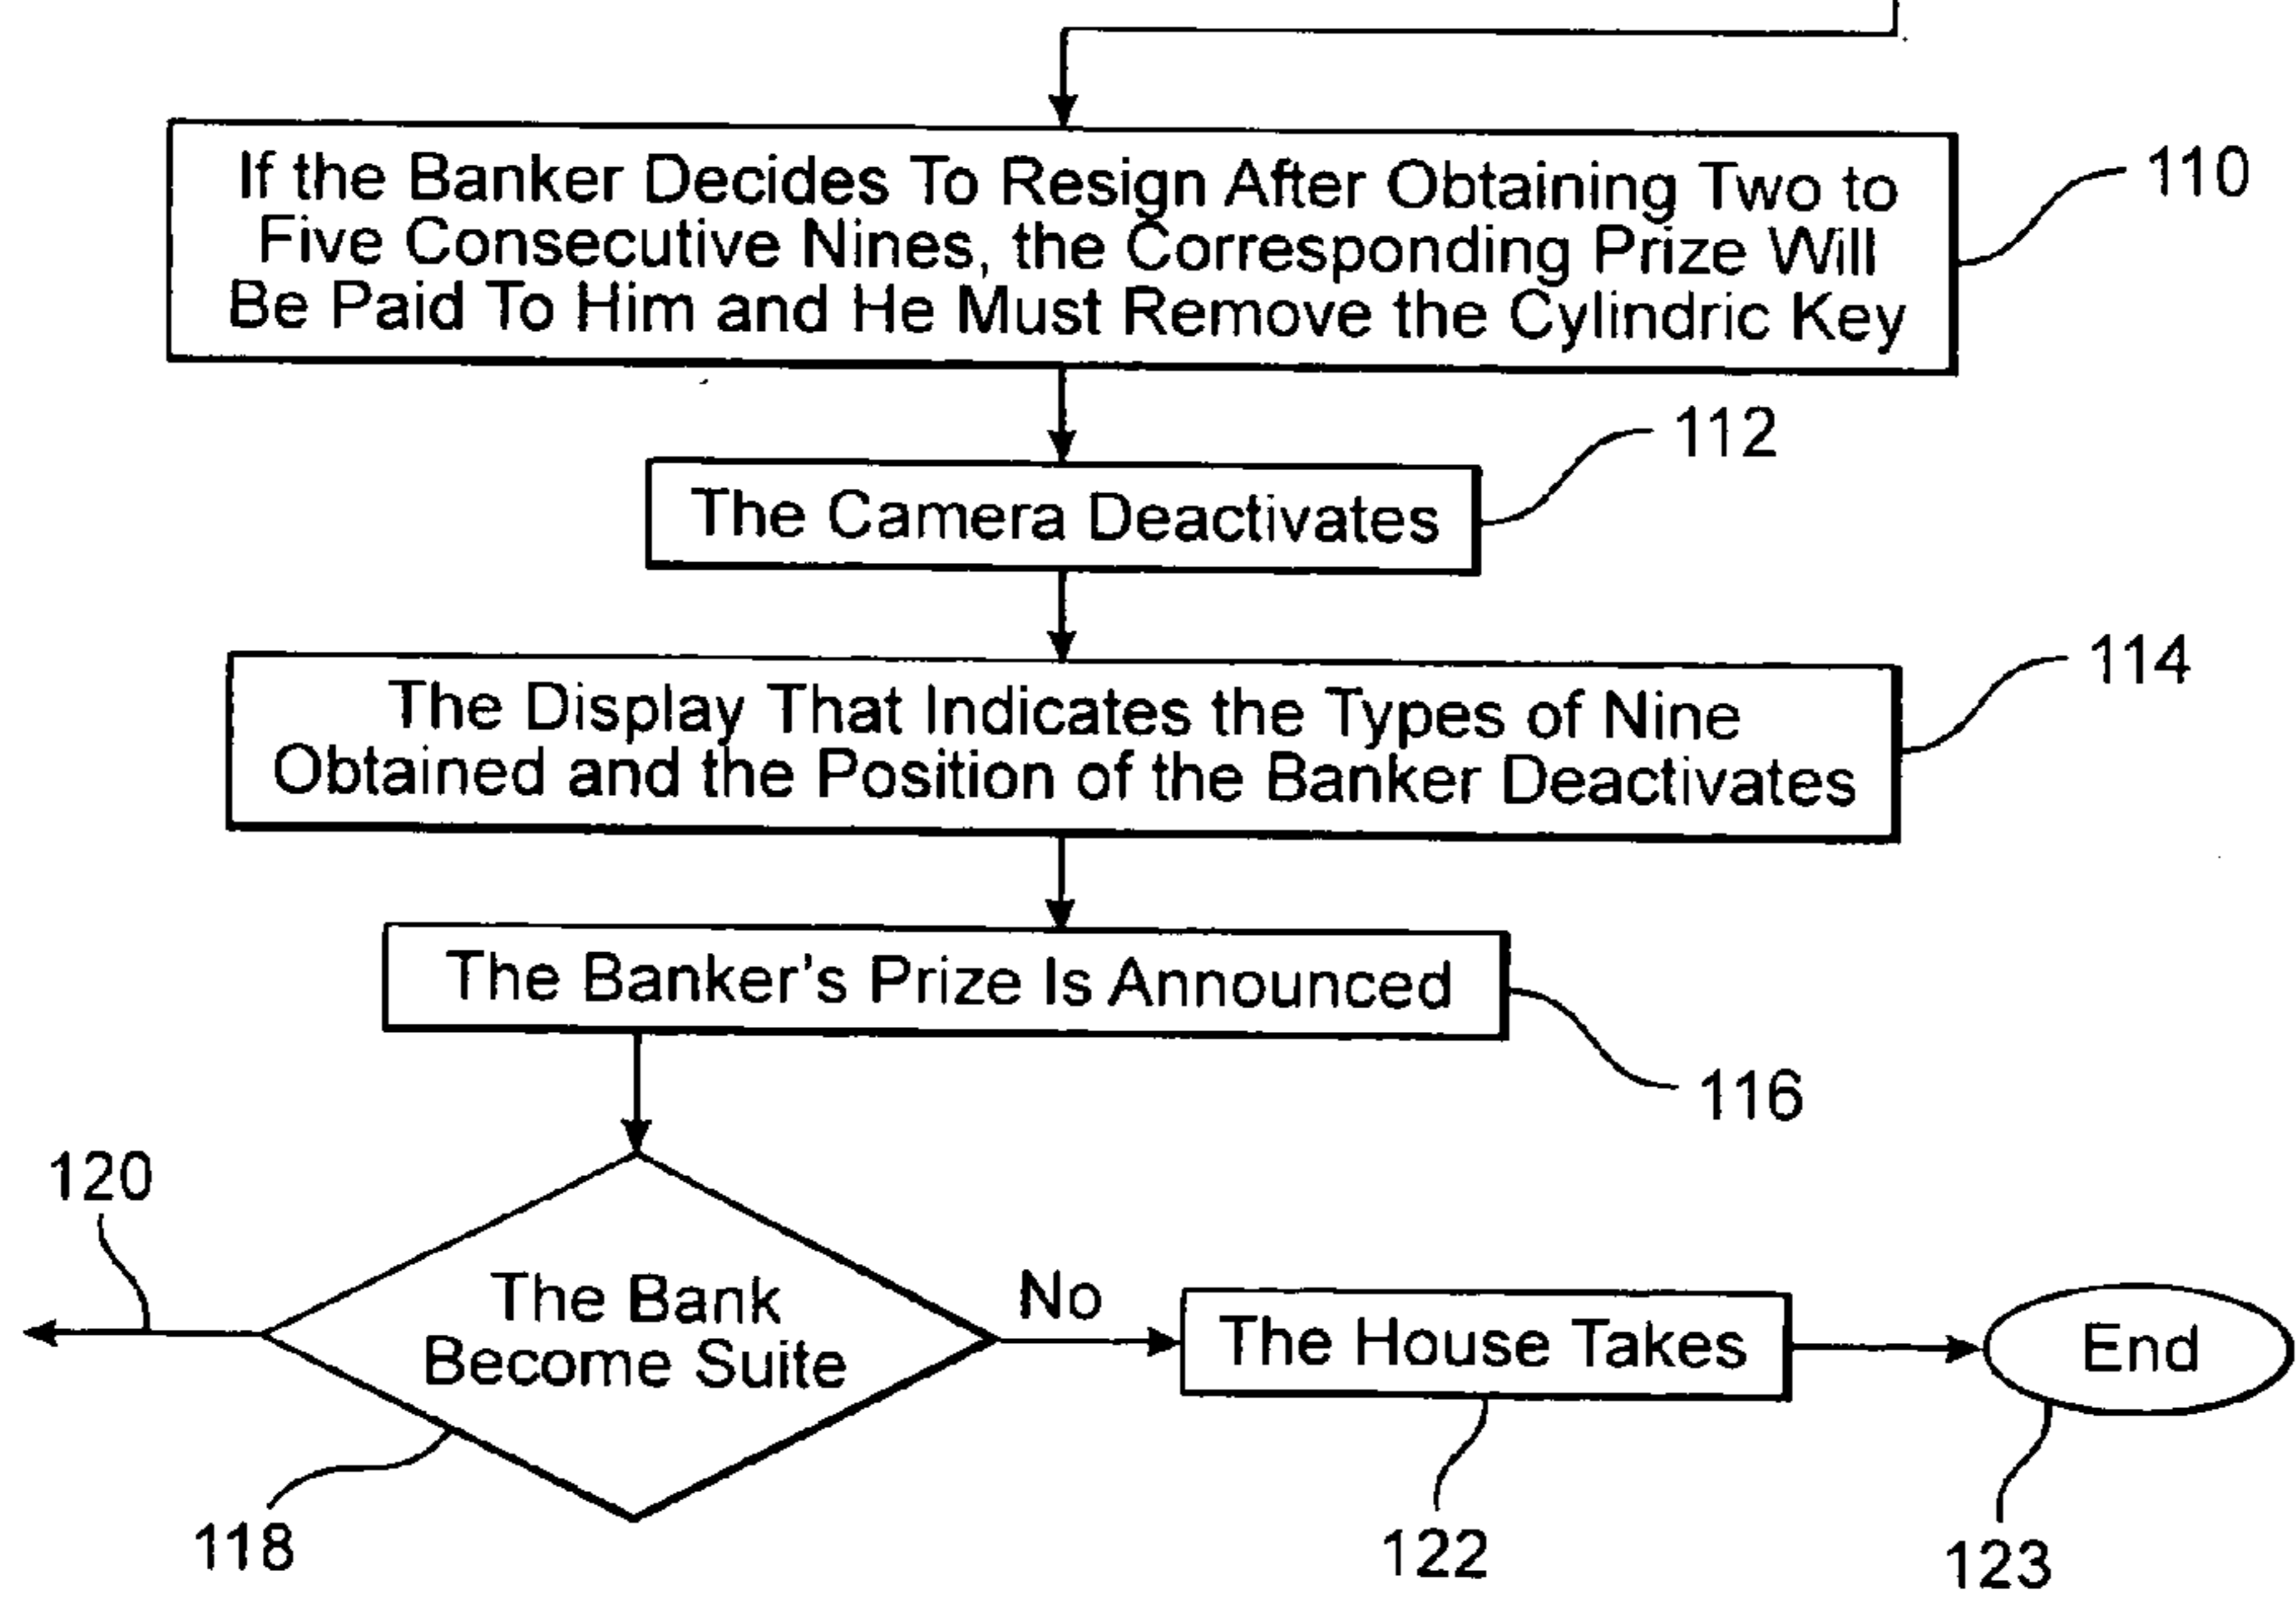 If the Banker Decides To Resign After Obtaining Two to
Five Consecutive Nines, the Corresponding Prize Will
Be Paid To Him and He Must Remove the Cylindric Key
110
The Camera Deactivates
112
The Display That Indicates the Types of Nine
Obtained and the Position of the Banker Deactivates
114
The Banker's Prize Is Announced
116
120
The Bank
Become Suite
118
No
The House Takes
122
End
123